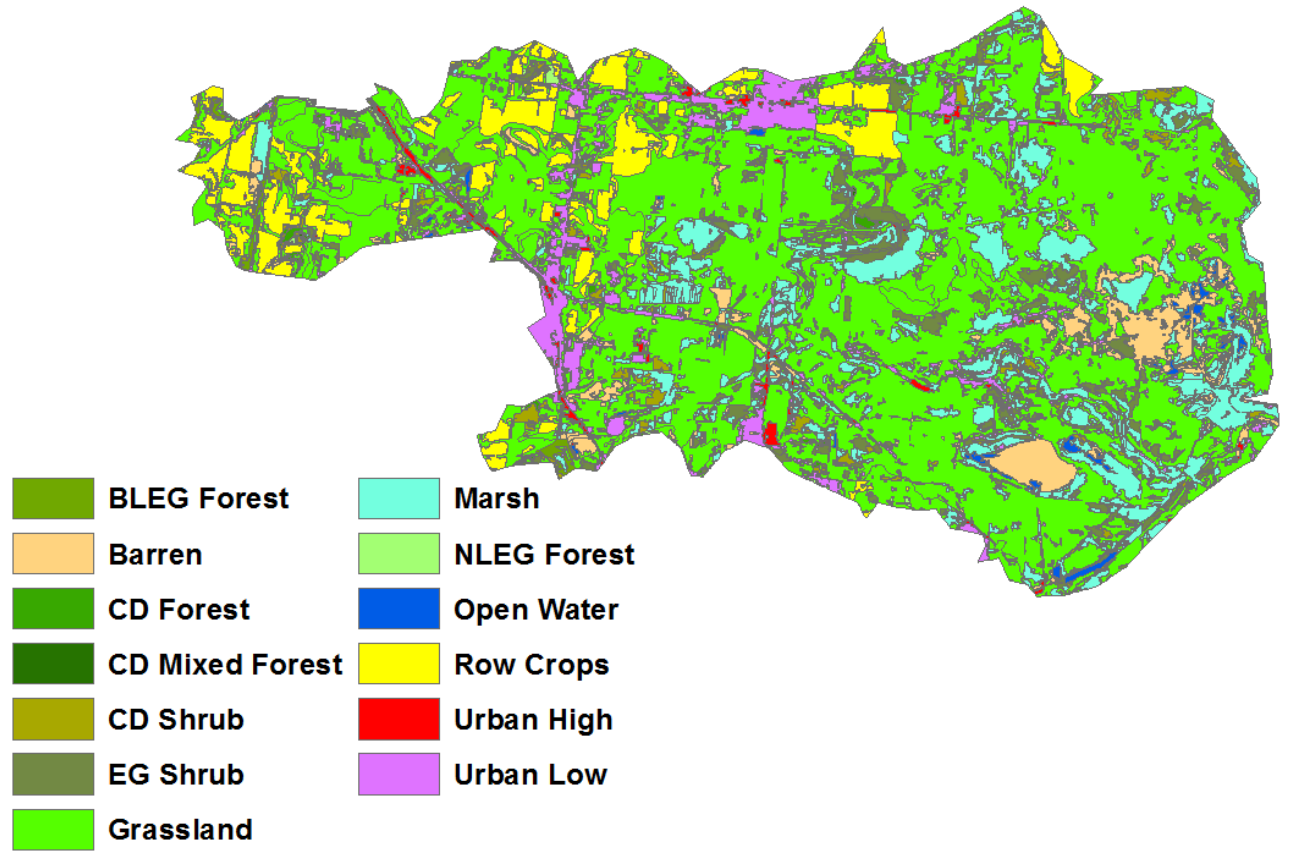 BLEG Forest
Barren
CD Forest
CD Mixed Forest
CD Shrub
EG Shrub
Grassland
Marsh
NLEG Forest
Open Water
Row Crops
Urban High
Urban Low